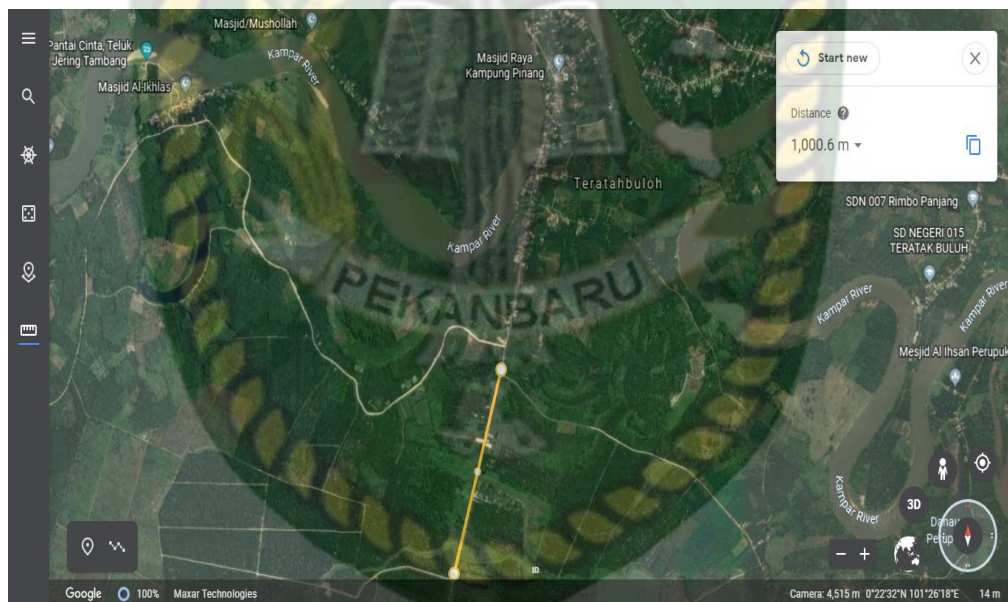 Masjid/Mushollah
Pantai Cinta, Teluk
Jering Tambang
Kampar River
Masjid Raya
Kampung Pinang
Masjid Al-Ikhlas
Start new
Distance
1,000.6 m
Teratahbuloh
SDN 007 Rimbo Panjang
SD NEGERI 015
TERATAK BULUH
Kampar River
PEKANBARU
Kampar River
Kampar River
Mesjid Al Ihsan Perupuk
Kampar River
3D
Danau
Google 100% Maxar Technologies
Camera: 4,515 m 0°22'32"N 101°26'18"E 14 m